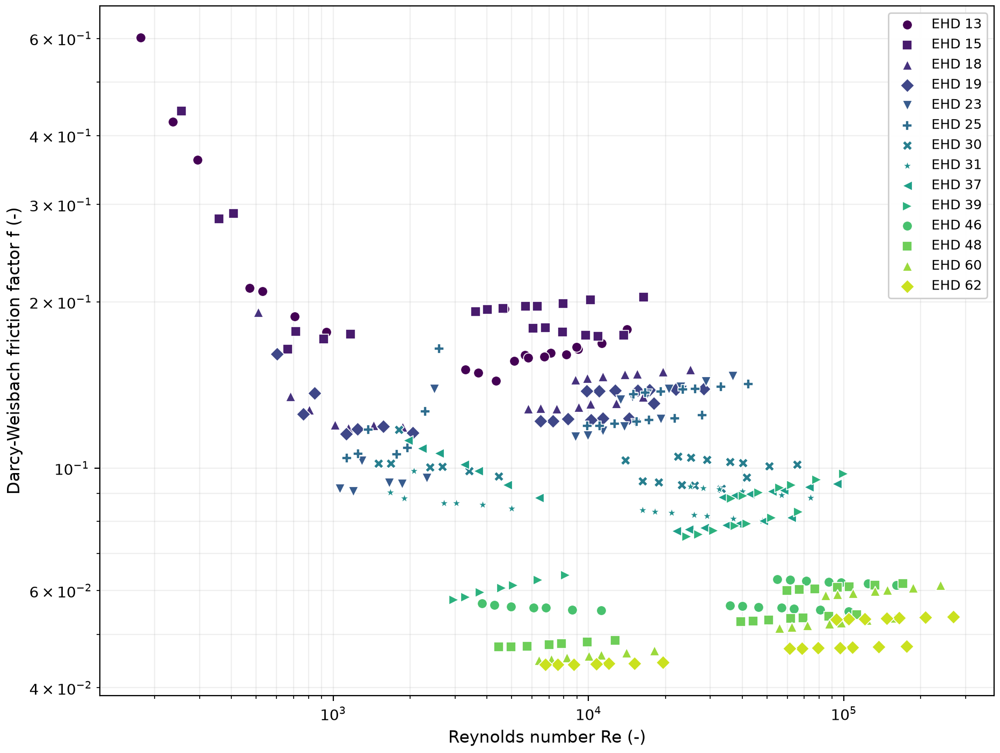 6 × 10⁻¹
4 × 10⁻¹
3 × 10⁻¹
2 × 10⁻¹
10⁻¹
6 × 10⁻²
4 × 10⁻²
Darcy-Weisbach friction factor f (-)
10³
10⁴
10⁵
Reynolds number Re (-)
EHD 13
EHD 15
EHD 18
EHD 19
EHD 23
EHD 25
EHD 30
EHD 31
EHD 37
EHD 39
EHD 46
EHD 48
EHD 60
EHD 62